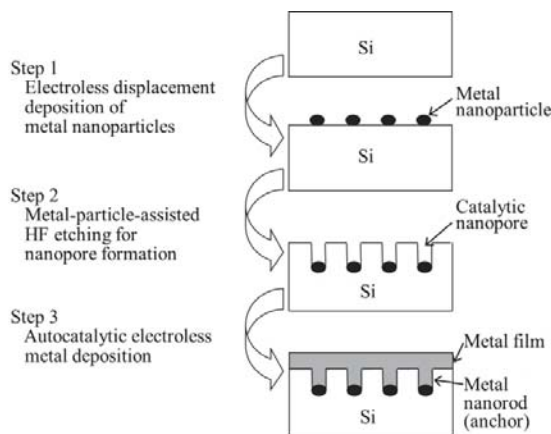 Si
Step 1
Electroless displacement
deposition of
metal nanoparticles
Metal
nanoparticle
Si
Step 2
Metal-particle-assisted
HF etching for
nanopore formation
Catalytic
nanopore
Si
Step 3
Autocatalytic electroless
metal deposition
Metal film
Metal
nanorod
(anchor)
Si